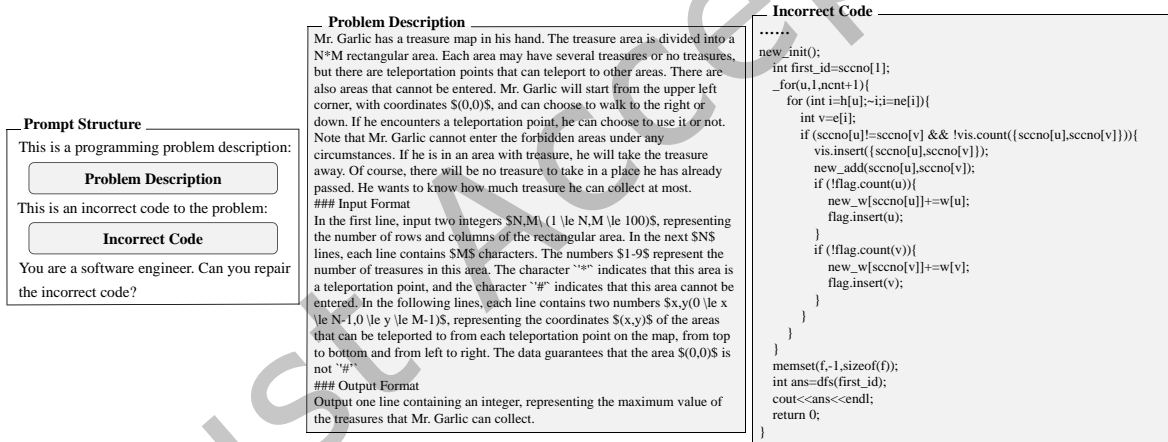 Prompt Structure
This is a programming problem description:
Problem Description
This is an incorrect code to the problem:
Incorrect Code
You are a software engineer. Can you repair
the incorrect code?
Problem Description
Mr. Garlic has a treasure map in his hand. The treasure area is divided into a
N*M rectangular area. Each area may have several treasures or no treasures,
but there are teleportation points that can teleport to other areas. There are
also areas that cannot be entered. Mr. Garlic will start from the upper left
corner, with coordinates $(0,0)$, and can choose to walk to the right or
down. If he encounters a teleportation point, he can choose to use it or not.
Note that Mr. Garlic cannot enter the forbidden areas under any
circumstances. If he is in an area with treasure, he will take the treasure
away. Of course, there will be no treasure to take in a place he has already
passed. He wants to know how much treasure he can collect at most.
### Input Format
In the first line, input two integers $N,M\ (1 \le N,M \le 100)$, representing
the number of rows and columns of the rectangular area. In the next $N$
lines, each line contains $M$ characters. The numbers $1-9$ represent the
number of treasures in this area. The character ``'*'` indicates that this area is
a teleportation point, and the character ``'#'` indicates that this area cannot be
entered. In the following lines, each line contains two numbers $x,y(0 \le x
\le N-1,0 \le y \le M-1)$, representing the coordinates $(x,y)$ of the areas
that can be teleported to from each teleportation point on the map, from top
to bottom and from left to right. The data guarantees that the area $(0,0)$ is
not `'#'`
### Output Format
Output one line containing an integer, representing the maximum value of
the treasures that Mr. Garlic can collect.
Incorrect Code
......
new_init();
int first_id=sccno[1];
_for(u,1,ncnt+1){
for (int i=h[u];~i;i=ne[i]){
int v=e[i];
if (sccno[u]!=sccno[v] && !vis.count({sccno[u],sccno[v]})){
vis.insert({sccno[u],sccno[v]});
new_add(sccno[u],sccno[v]);
if (!flag.count(u)){
new_w[sccno[u]]+=w[u];
flag.insert(u);
}
if (!flag.count(v)){
new_w[sccno[v]]+=w[v];
flag.insert(v);
}
}
}
}
memset(f,-1,sizeof(f));
int ans=dfs(first_id);
cout<<ans<<endl;
return 0;
}